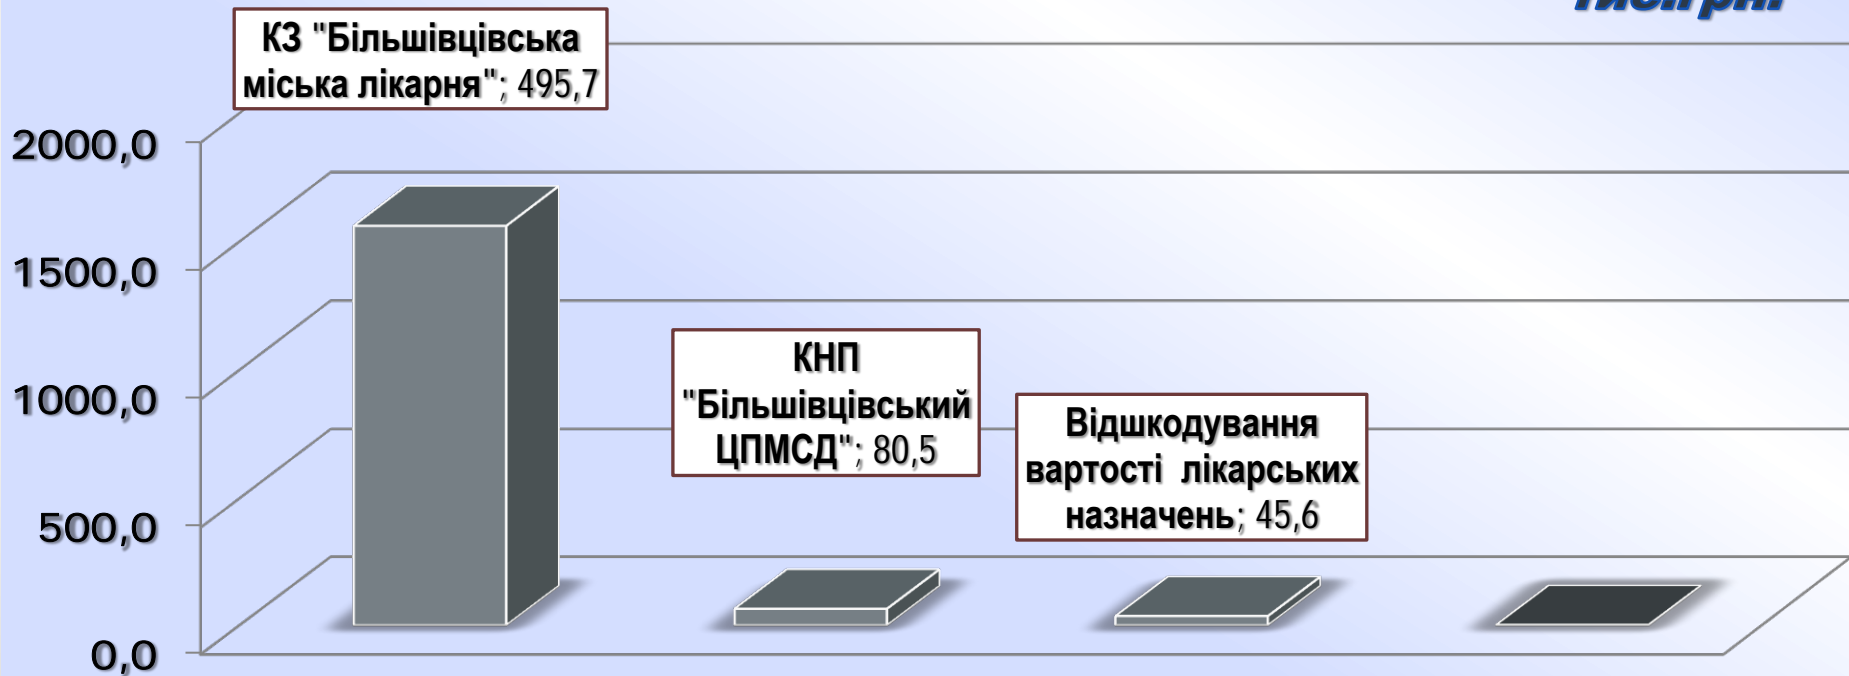 КЗ "Більшівцівська
міська лікарня"; 495,7
2000,0
1500,0
1000,0
500,0
0,0
КНП
"Більшівцівський
ЦПМСД"; 80,5
Відшкодування
вартості лікарських
назначень; 45,6